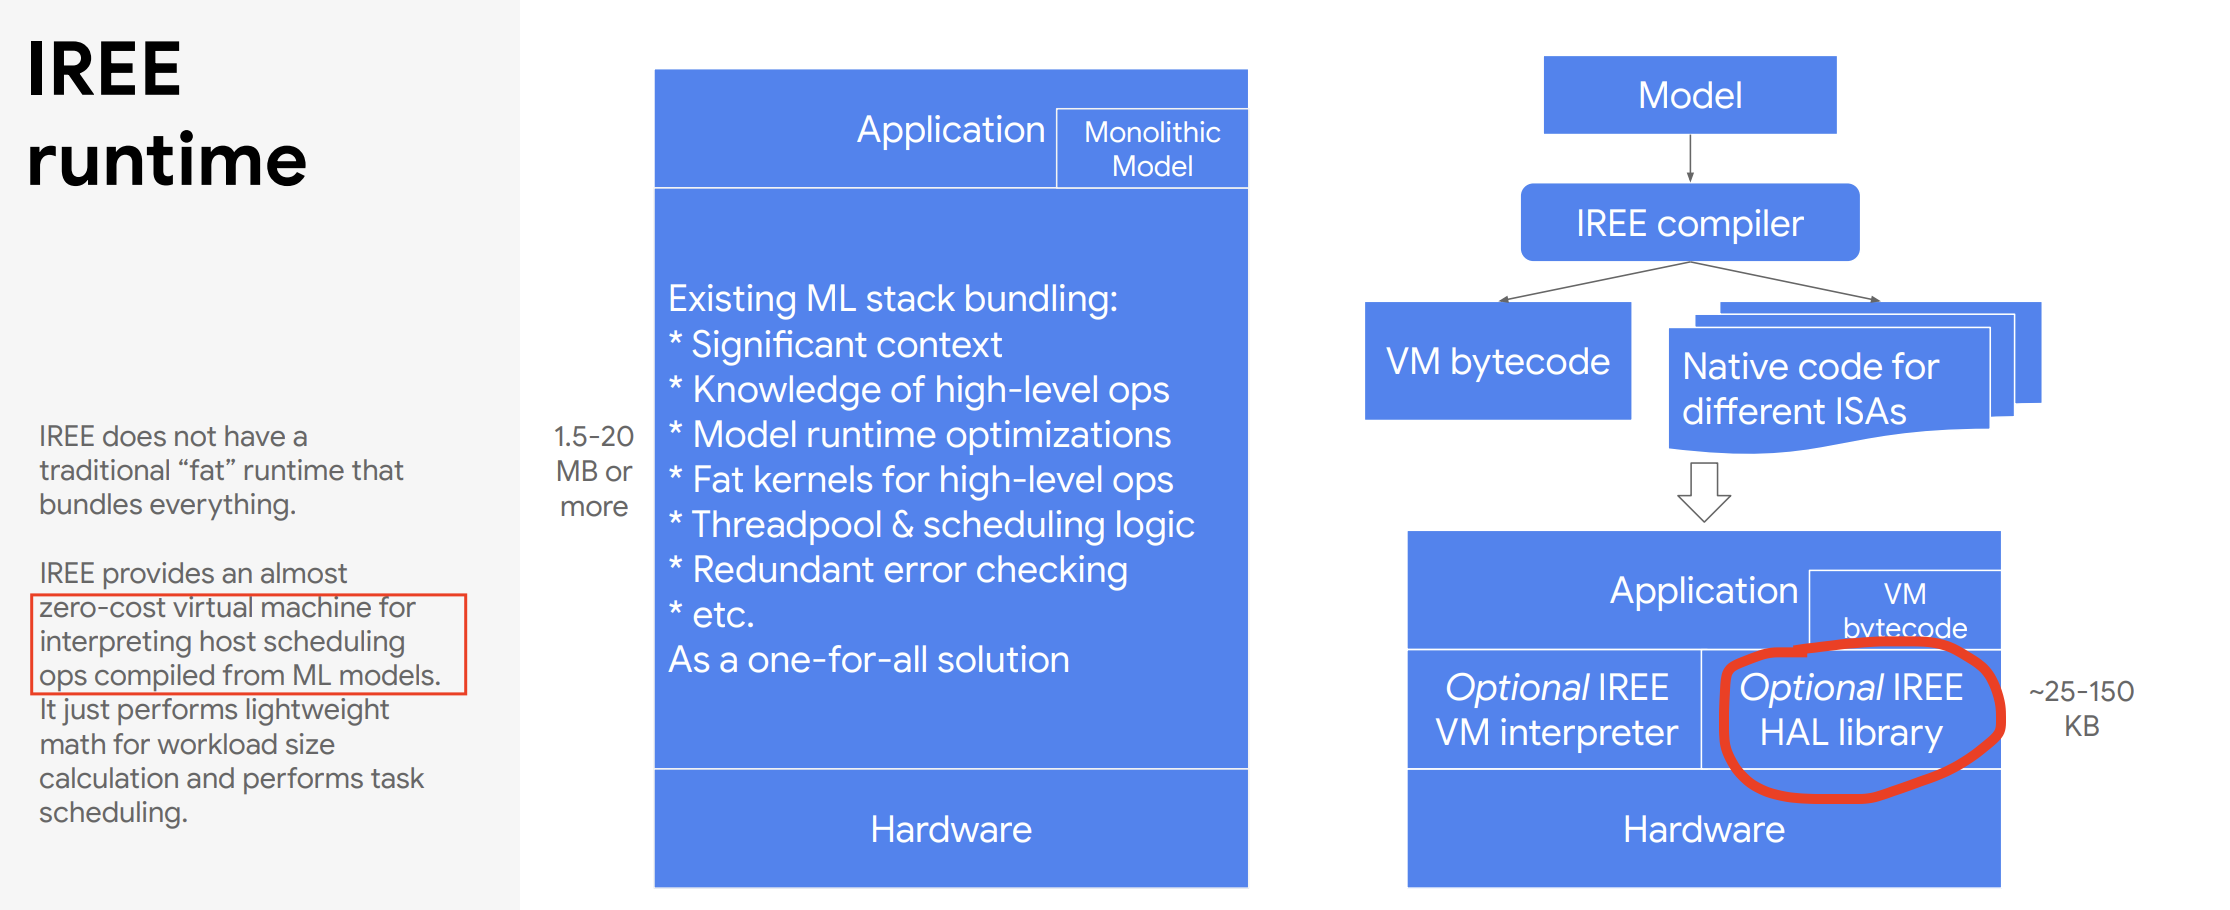 IREE
runtime
IREE does not have a
traditional “fat” runtime that
bundles everything.
IREE provides an almost
zero-cost virtual machine for
interpreting host scheduling
ops compiled from ML models.
It just performs lightweight
math for workload size
calculation and performs task
scheduling.
1.5-20
MB or
more
Application
Monolithic
Model
Existing ML stack bundling:
* Significant context
* Knowledge of high-level ops
* Model runtime optimizations
* Fat kernels for high-level ops
* Threadpool & scheduling logic
* Redundant error checking
* etc.
As a one-for-all solution
Hardware
Model
IREE compiler
VM bytecode
Native code for
different ISAs
Application
VM
bytecode
Optional IREE
VM interpreter
Optional IREE
HAL library
~25-150
KB
Hardware